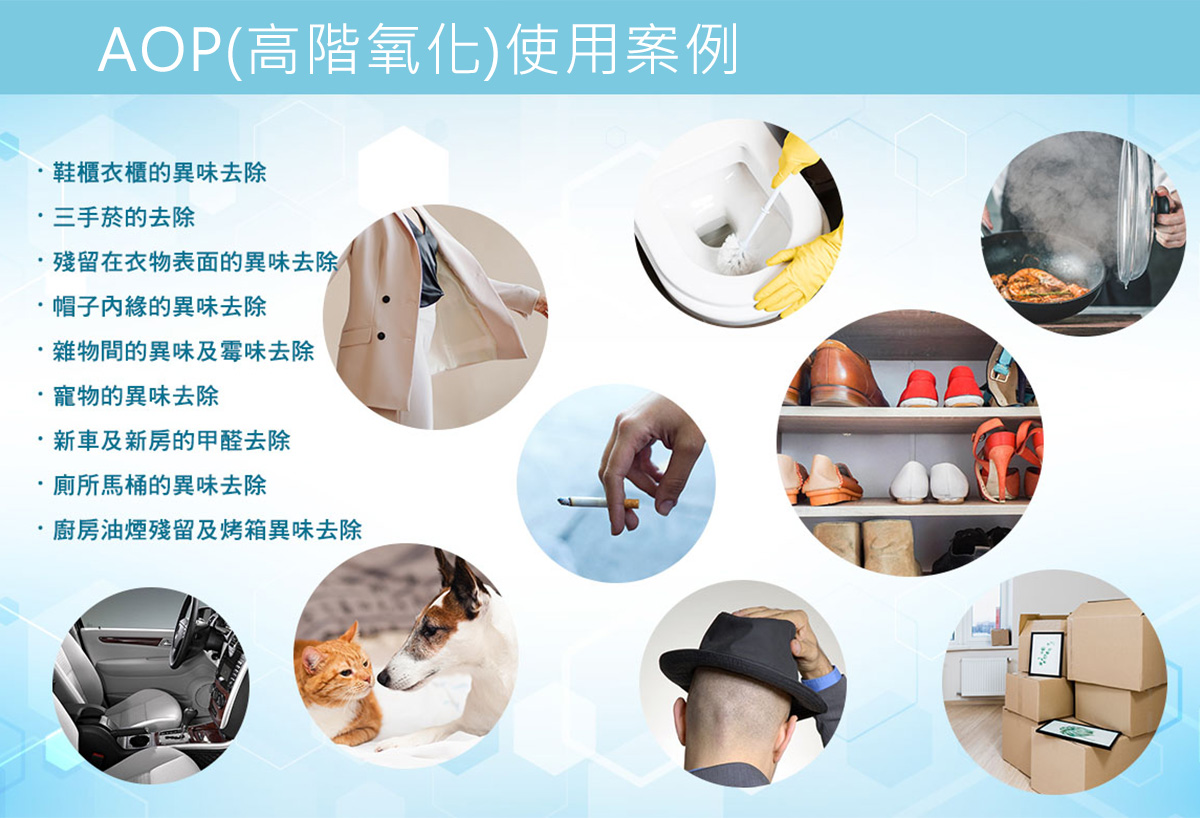 AOP(高階氧化)使用案例
·鞋櫃衣櫃的異味去除
·三手菸的去除
·殘留在衣物表面的異味去除
·帽子內緣的異味去除
·雜物間的異味及霉味去除
·寵物的異味去除
·新車及新房的甲醛去除
·廁所馬桶的異味去除
·廚房油煙殘留及烤箱異味去除